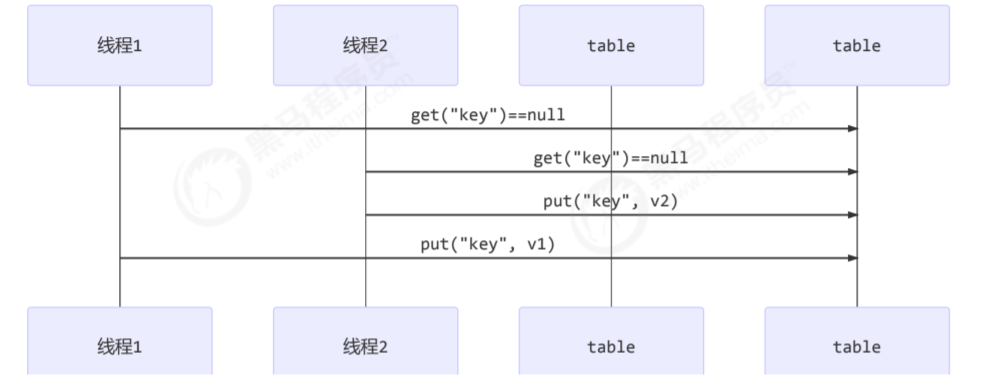 线程1
线程2
table
table
get("key")==null
get("key")==null
put("key", v2)
put("key", v1)
线程1
线程2
table
table
黑马程序员
www.itheima.com
黑马程序员
www.itheima.com